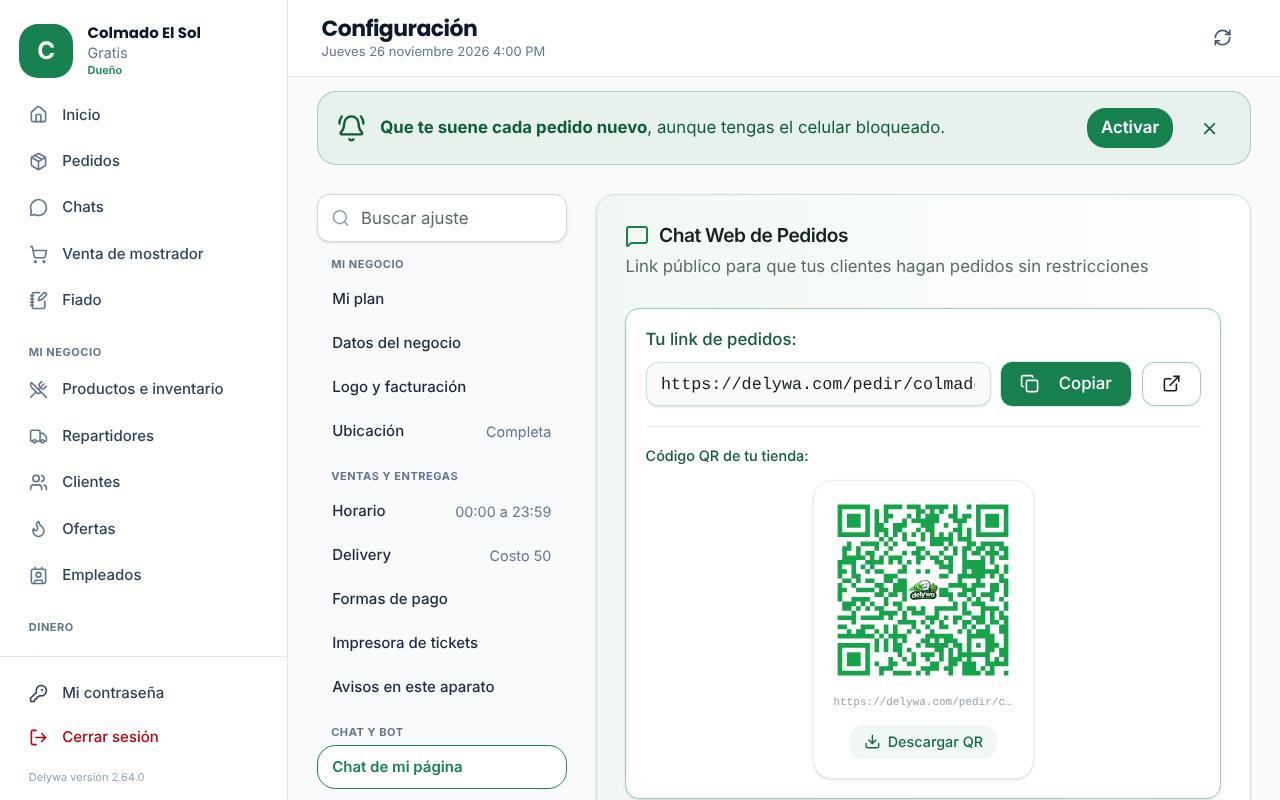 C
Colmado El Sol
Gratis
Dueño
Inicio
Pedidos
Chats
Venta de mostrador
Fiado
MI NEGOCIO
Productos e inventario
Repartidores
Clientes
Ofertas
Empleados
DINERO
Mi contraseña
Cerrar sesión
Delywa versión 2.64.0
Configuración
Jueves 26 noviembre 2026 4:00 PM
Que te suene cada pedido nuevo, aunque tengas el celular bloqueado.
Activar
Buscar ajuste
MI NEGOCIO
Mi plan
Datos del negocio
Logo y facturación
Ubicación Completa
VENTAS Y ENTREGAS
Horario 00:00 a 23:59
Delivery Costo 50
Formas de pago
Impresora de tickets
Avisos en este aparato
CHAT Y BOT
Chat de mi página
Chat Web de Pedidos
Link público para que tus clientes hagan pedidos sin restricciones
Tu link de pedidos:
https://delywa.com/pedir/colmad
Copiar
Código QR de tu tienda:
delywa
https://delywa.com/pedir/c…
Descargar QR